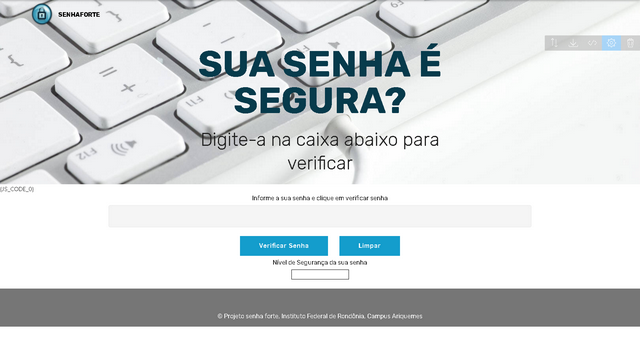 SENHAFORTE
SUA SENHA É
SEGURA?
Digite-a na caixa abaixo para
verificar
[JS_CODE_0]
Informe a sua senha e clique em verificar senha
Verificar Senha
Limpar
Nível de Segurança da sua senha
© Projeto senha forte. Instituto Federal de Rondônia. Campus Ariquemes